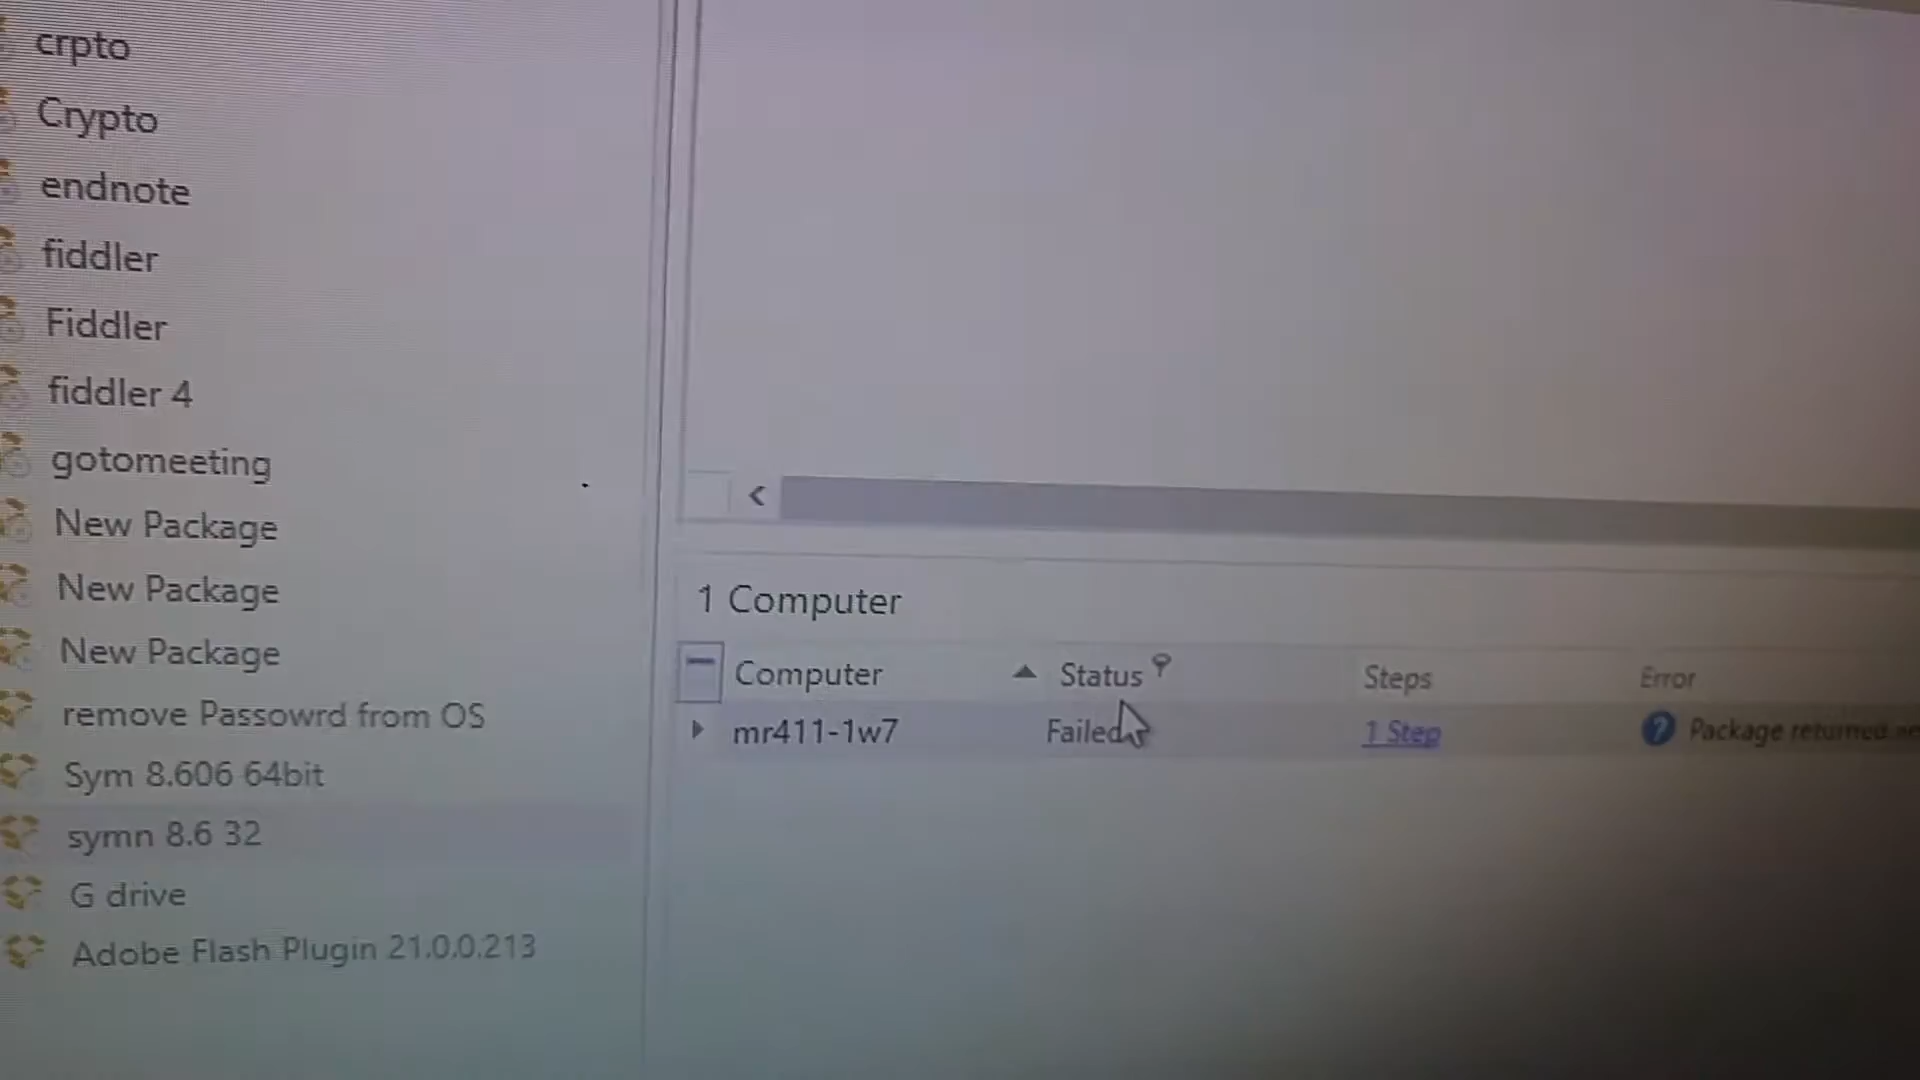 crpto
Crypto
endnote
fiddler
Fiddler
fiddler 4
gotomeeting
New Package
New Package
New Package
remove Passowrd from OS
Sym 8.606 64bit
symn 8.6 32
G drive
Adobe Flash Plugin 21.0.0.213
1 Computer
Computer Status Steps Error
mr411-1w7 Failed 1 Step Package returned